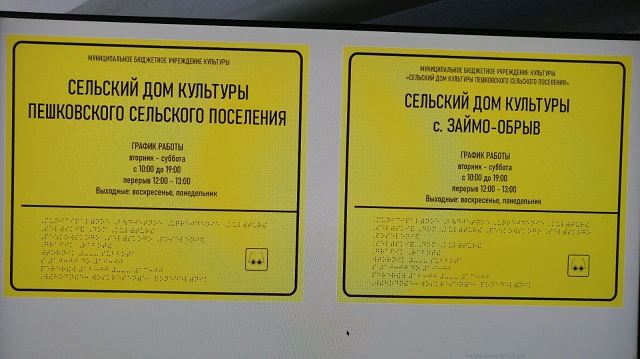 МУНИЦИПАЛЬНОЕ БЮДЖЕТНОЕ УЧРЕЖДЕНИЕ КУЛЬТУРЫ
СЕЛЬСКИЙ ДОМ КУЛЬТУРЫ
ПЕШКОВСКОГО СЕЛЬСКОГО ПОСЕЛЕНИЯ
ГРАФИК РАБОТЫ
вторник - суббота
с 10:00 до 19:00
перерыв 12:00 - 13:00
Выходные: воскресенье, понедельник
МУНИЦИПАЛЬНОЕ БЮДЖЕТНОЕ УЧРЕЖДЕНИЕ КУЛЬТУРЫ
«СЕЛЬСКИЙ ДОМ КУЛЬТУРЫ ПЕШКОВСКОГО СЕЛЬСКОГО ПОСЕЛЕНИЯ»
СЕЛЬСКИЙ ДОМ КУЛЬТУРЫ
с. ЗАЙМО-ОБРЫВ
ГРАФИК РАБОТЫ
вторник - суббота
с 10:00 до 19:00
перерыв 12:00 - 13:00
Выходные: воскресенье, понедельник